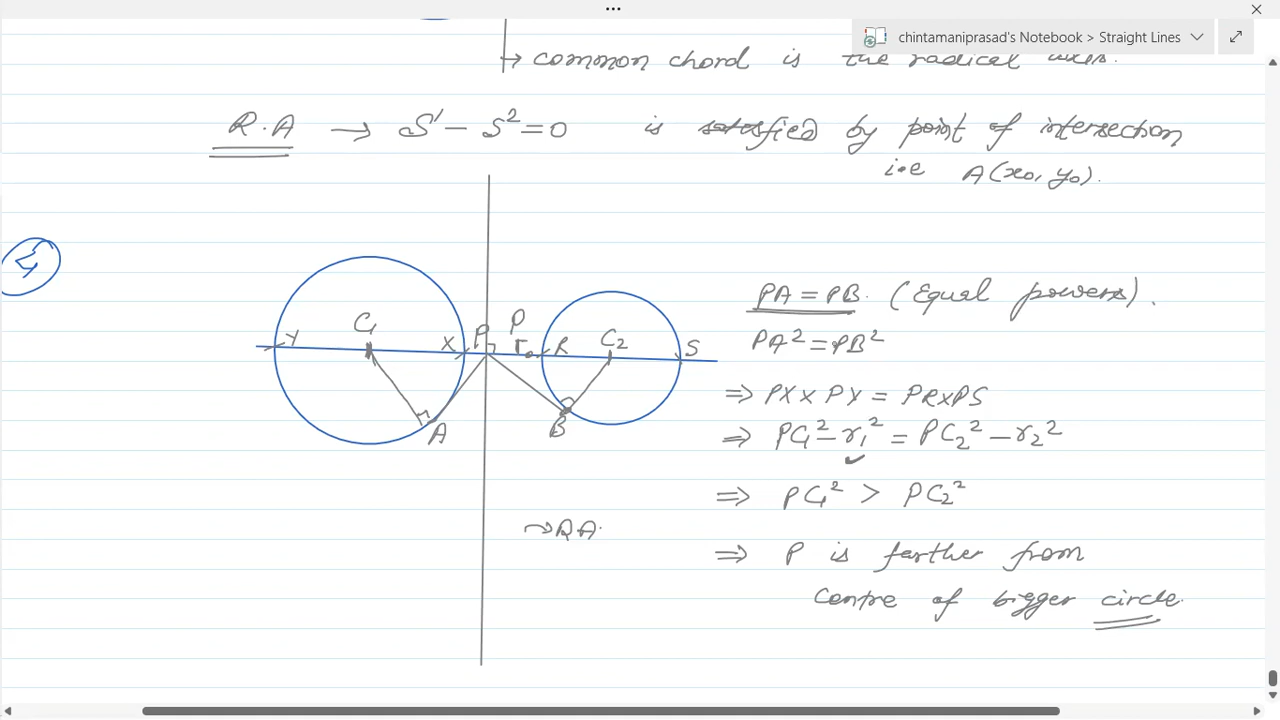 ...
chintamaniprasad's Notebook > Straight Lines
→ common chord is the radical axis.
R.A → S¹ - S² = 0 is satisfied by point of intersection
i.e A(x₀, y₀).
4
C₁
Y
X
P
P
r
R
C₂
S
A
B
→RA.
PA = PB. (Equal powers).
PA² = PB²
⇒ PX × PY = PR × PS
⇒ PC₁² - r₁² = PC₂² - r₂²
⇒ PC₁² > PC₂²
⇒ P is farther from
Centre of bigger circle.